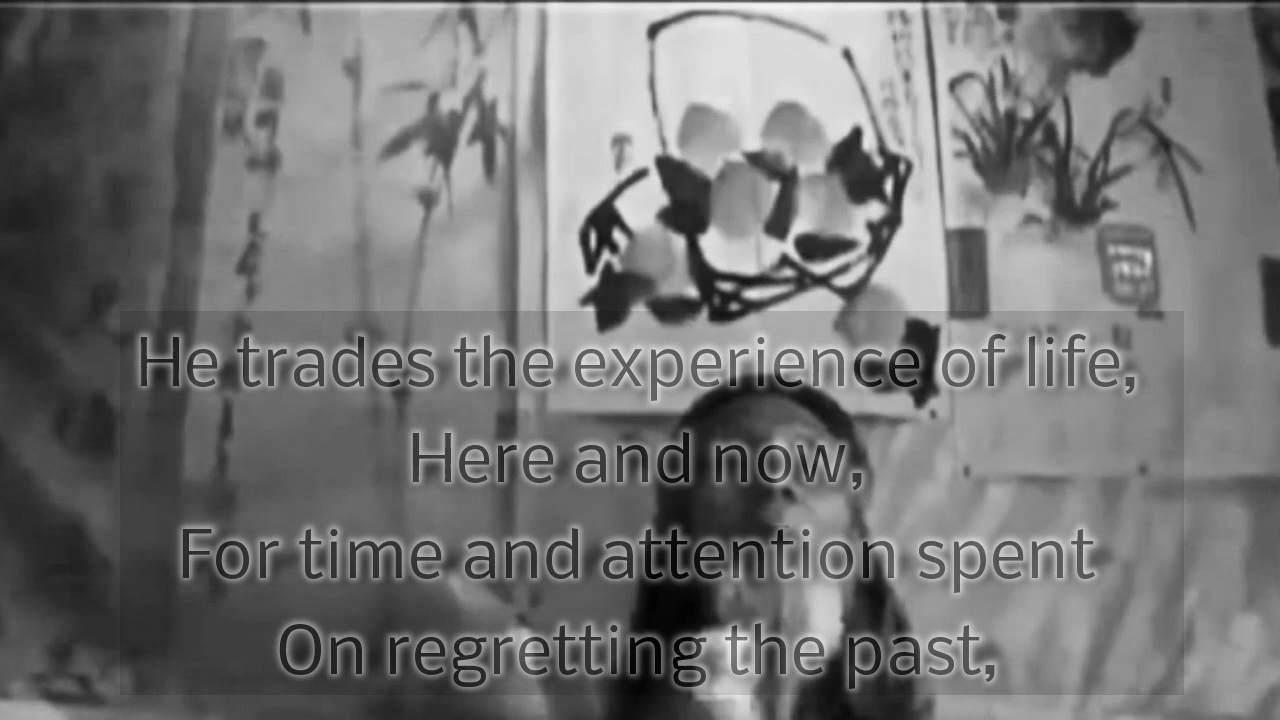 He trades the experience of life,
Here and now,
For time and attention spent
On regretting the past,